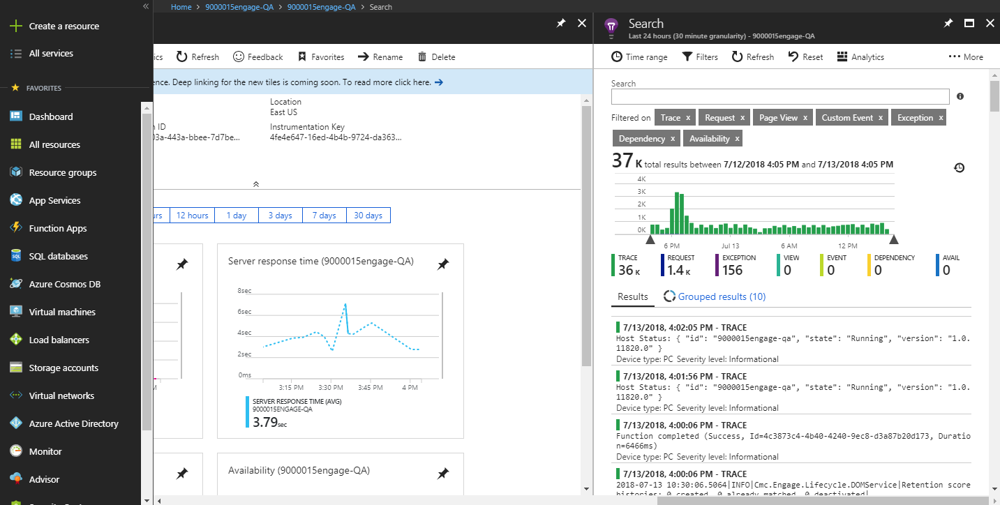 Home > 9000015engage-QA > 9000015engage-QA > Search
Create a resource
All services
FAVORITES
Dashboard
All resources
Resource groups
App Services
Function Apps
SQL databases
Azure Cosmos DB
Virtual machines
Load balancers
Storage accounts
Virtual networks
Azure Active Directory
Monitor
Advisor
ics Refresh Feedback Favorites Rename Delete
ence. Deep linking for the new tiles is coming soon. To read more click here.
Location
East US
n ID
03a-443a-bbee-7d7be...
Instrumentation Key
4fe4e647-16ed-4b4b-9724-da363...
urs 12 hours 1 day 3 days 7 days 30 days
M
Server response time (9000015engage-QA)
8sec
6sec
4sec
2sec
0ms
3:15 PM 3:30 PM 3:45 PM 4 PM
SERVER RESPONSE TIME (AVG)
9000015ENGAGE-QA
3.79sec
Availability (9000015engage-QA)
Search
Last 24 hours (30 minute granularity) - 9000015engage-QA
Time range Filters Refresh Reset Analytics ··· More
Search
Filtered on Trace x Request x Page View x Custom Event x Exception x
Dependency x Availability x
37 K total results between 7/12/2018 4:05 PM and 7/13/2018 4:05 PM
4K
3K
2K
1K
0K
6 PM Jul 13 6 AM 12 PM
TRACE REQUEST EXCEPTION VIEW EVENT DEPENDENCY AVAIL
36 K 1.4 K 156 0 0 0 0
Results Grouped results (10)
7/13/2018, 4:02:05 PM - TRACE
Host Status: { "id": "9000015engage-qa", "state": "Running", "version": "1.0.
11820.0" }
Device type: PC Severity level: Informational
7/13/2018, 4:01:56 PM - TRACE
Host Status: { "id": "9000015engage-qa", "state": "Running", "version": "1.0.
11820.0" }
Device type: PC Severity level: Informational
7/13/2018, 4:00:06 PM - TRACE
Function completed (Success, Id=4c3873c4-4b40-4240-9ec8-d3a87b20d173, Duratio
n=6466ms)
Device type: PC Severity level: Informational
7/13/2018, 4:00:06 PM - TRACE
2018-07-13 10:30:06.5064|INFO|Cmc.Engage.Lifecycle.DOMService|Retention score
histories: 0 created, 0 already matched, 0 deactivated|